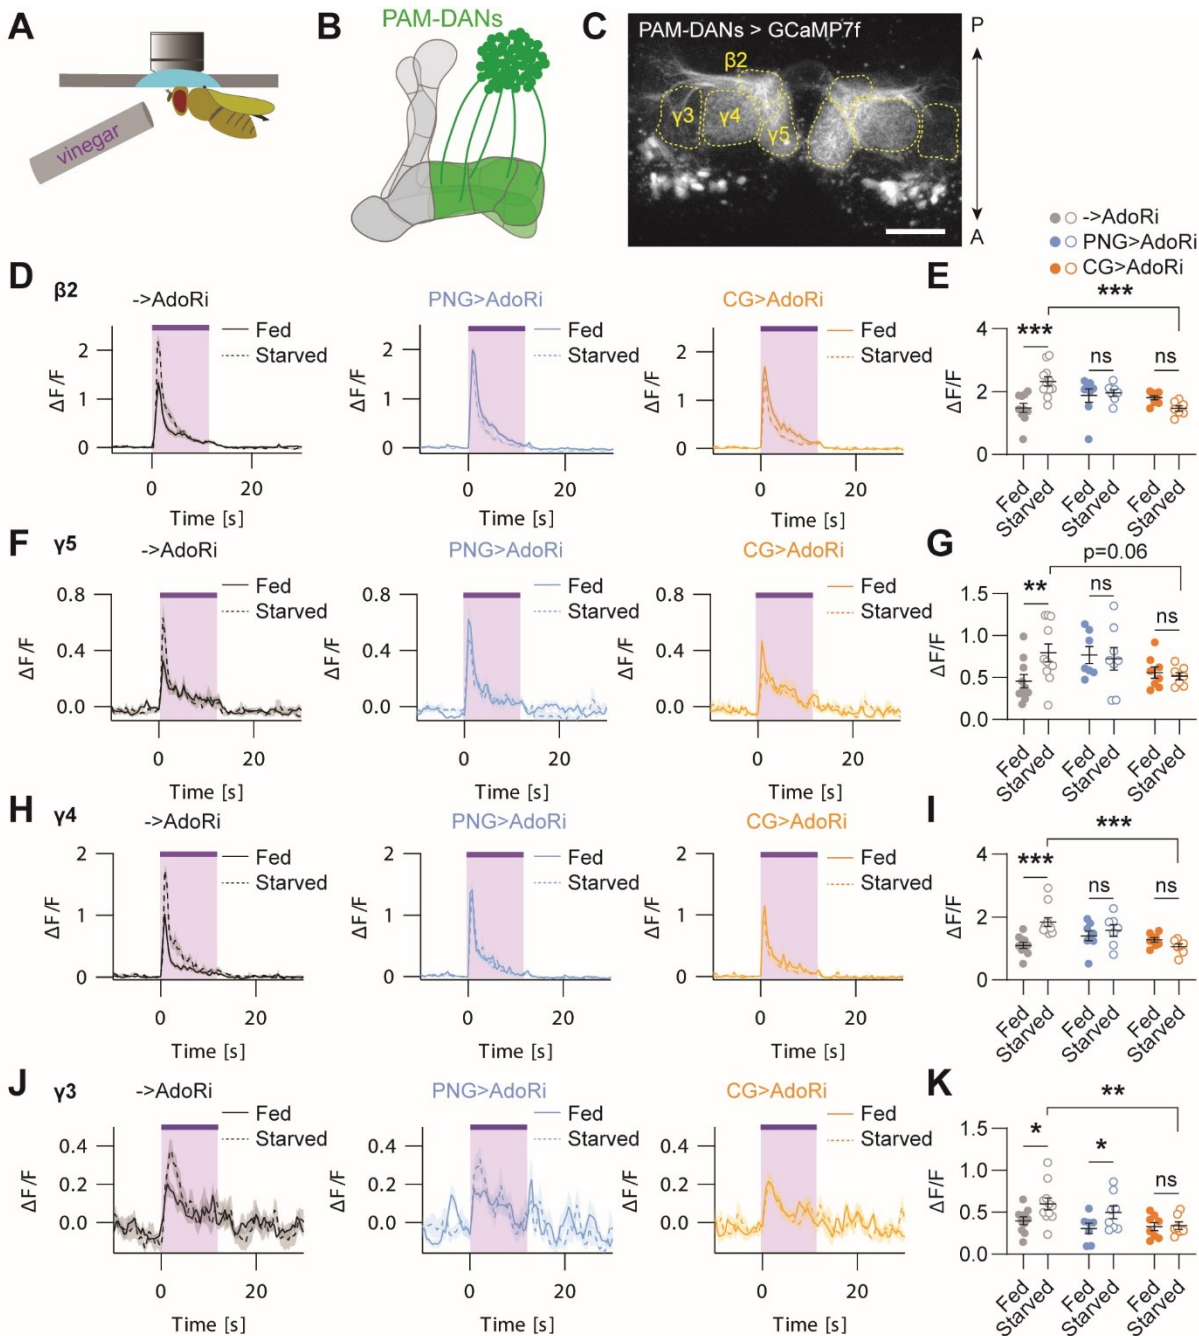 A
vinegar
B
PAM-DANs
C
PAM-DANs > GCaMP7f
β2
γ3
γ4
γ5
P
A
->AdoRi
PNG>AdoRi
CG>AdoRi
D
β2
->AdoRi
Fed
Starved
ΔF/F
2
1
0
0
20
Time [s]
PNG>AdoRi
Fed
Starved
ΔF/F
2
1
0
0
20
Time [s]
CG>AdoRi
Fed
Starved
ΔF/F
2
1
0
0
20
Time [s]
E
***
***
ns
ns
ΔF/F
4
2
0
Fed
Starved
Fed
Starved
Fed
Starved
F
γ5
->AdoRi
Fed
Starved
ΔF/F
0.8
0.4
0.0
0
20
Time [s]
PNG>AdoRi
Fed
Starved
ΔF/F
0.8
0.4
0.0
0
20
Time [s]
CG>AdoRi
Fed
Starved
ΔF/F
0.8
0.4
0.0
0
20
Time [s]
G
p=0.06
**
ns
ns
ΔF/F
1.5
1.0
0.5
0.0
Fed
Starved
Fed
Starved
Fed
Starved
H
γ4
->AdoRi
Fed
Starved
ΔF/F
2
1
0
0
20
Time [s]
PNG>AdoRi
Fed
Starved
ΔF/F
2
1
0
0
20
Time [s]
CG>AdoRi
Fed
Starved
ΔF/F
2
1
0
0
20
Time [s]
I
***
***
ns
ns
ΔF/F
4
2
0
Fed
Starved
Fed
Starved
Fed
Starved
J
γ3
->AdoRi
Fed
Starved
ΔF/F
0.4
0.2
0.0
0
20
Time [s]
PNG>AdoRi
Fed
Starved
ΔF/F
0.4
0.2
0.0
0
20
Time [s]
CG>AdoRi
Fed
Starved
ΔF/F
0.4
0.2
0.0
0
20
Time [s]
K
**
*
*
ns
ΔF/F
1.5
1.0
0.5
0.0
Fed
Starved
Fed
Starved
Fed
Starved